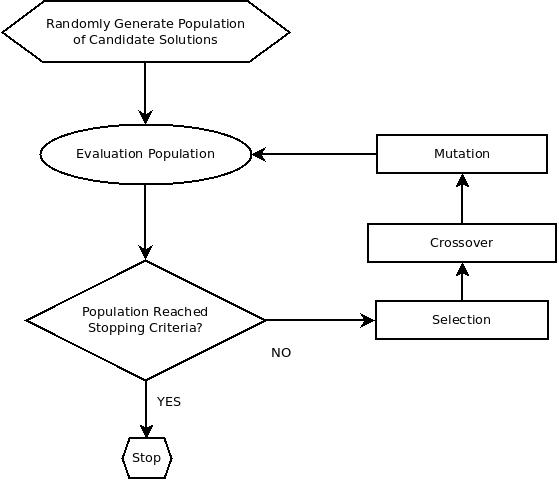 Randomly Generate Population
of Candidate Solutions
Evaluation Population
Mutation
Crossover
Population Reached
Stopping Criteria?
Selection
NO
YES
Stop